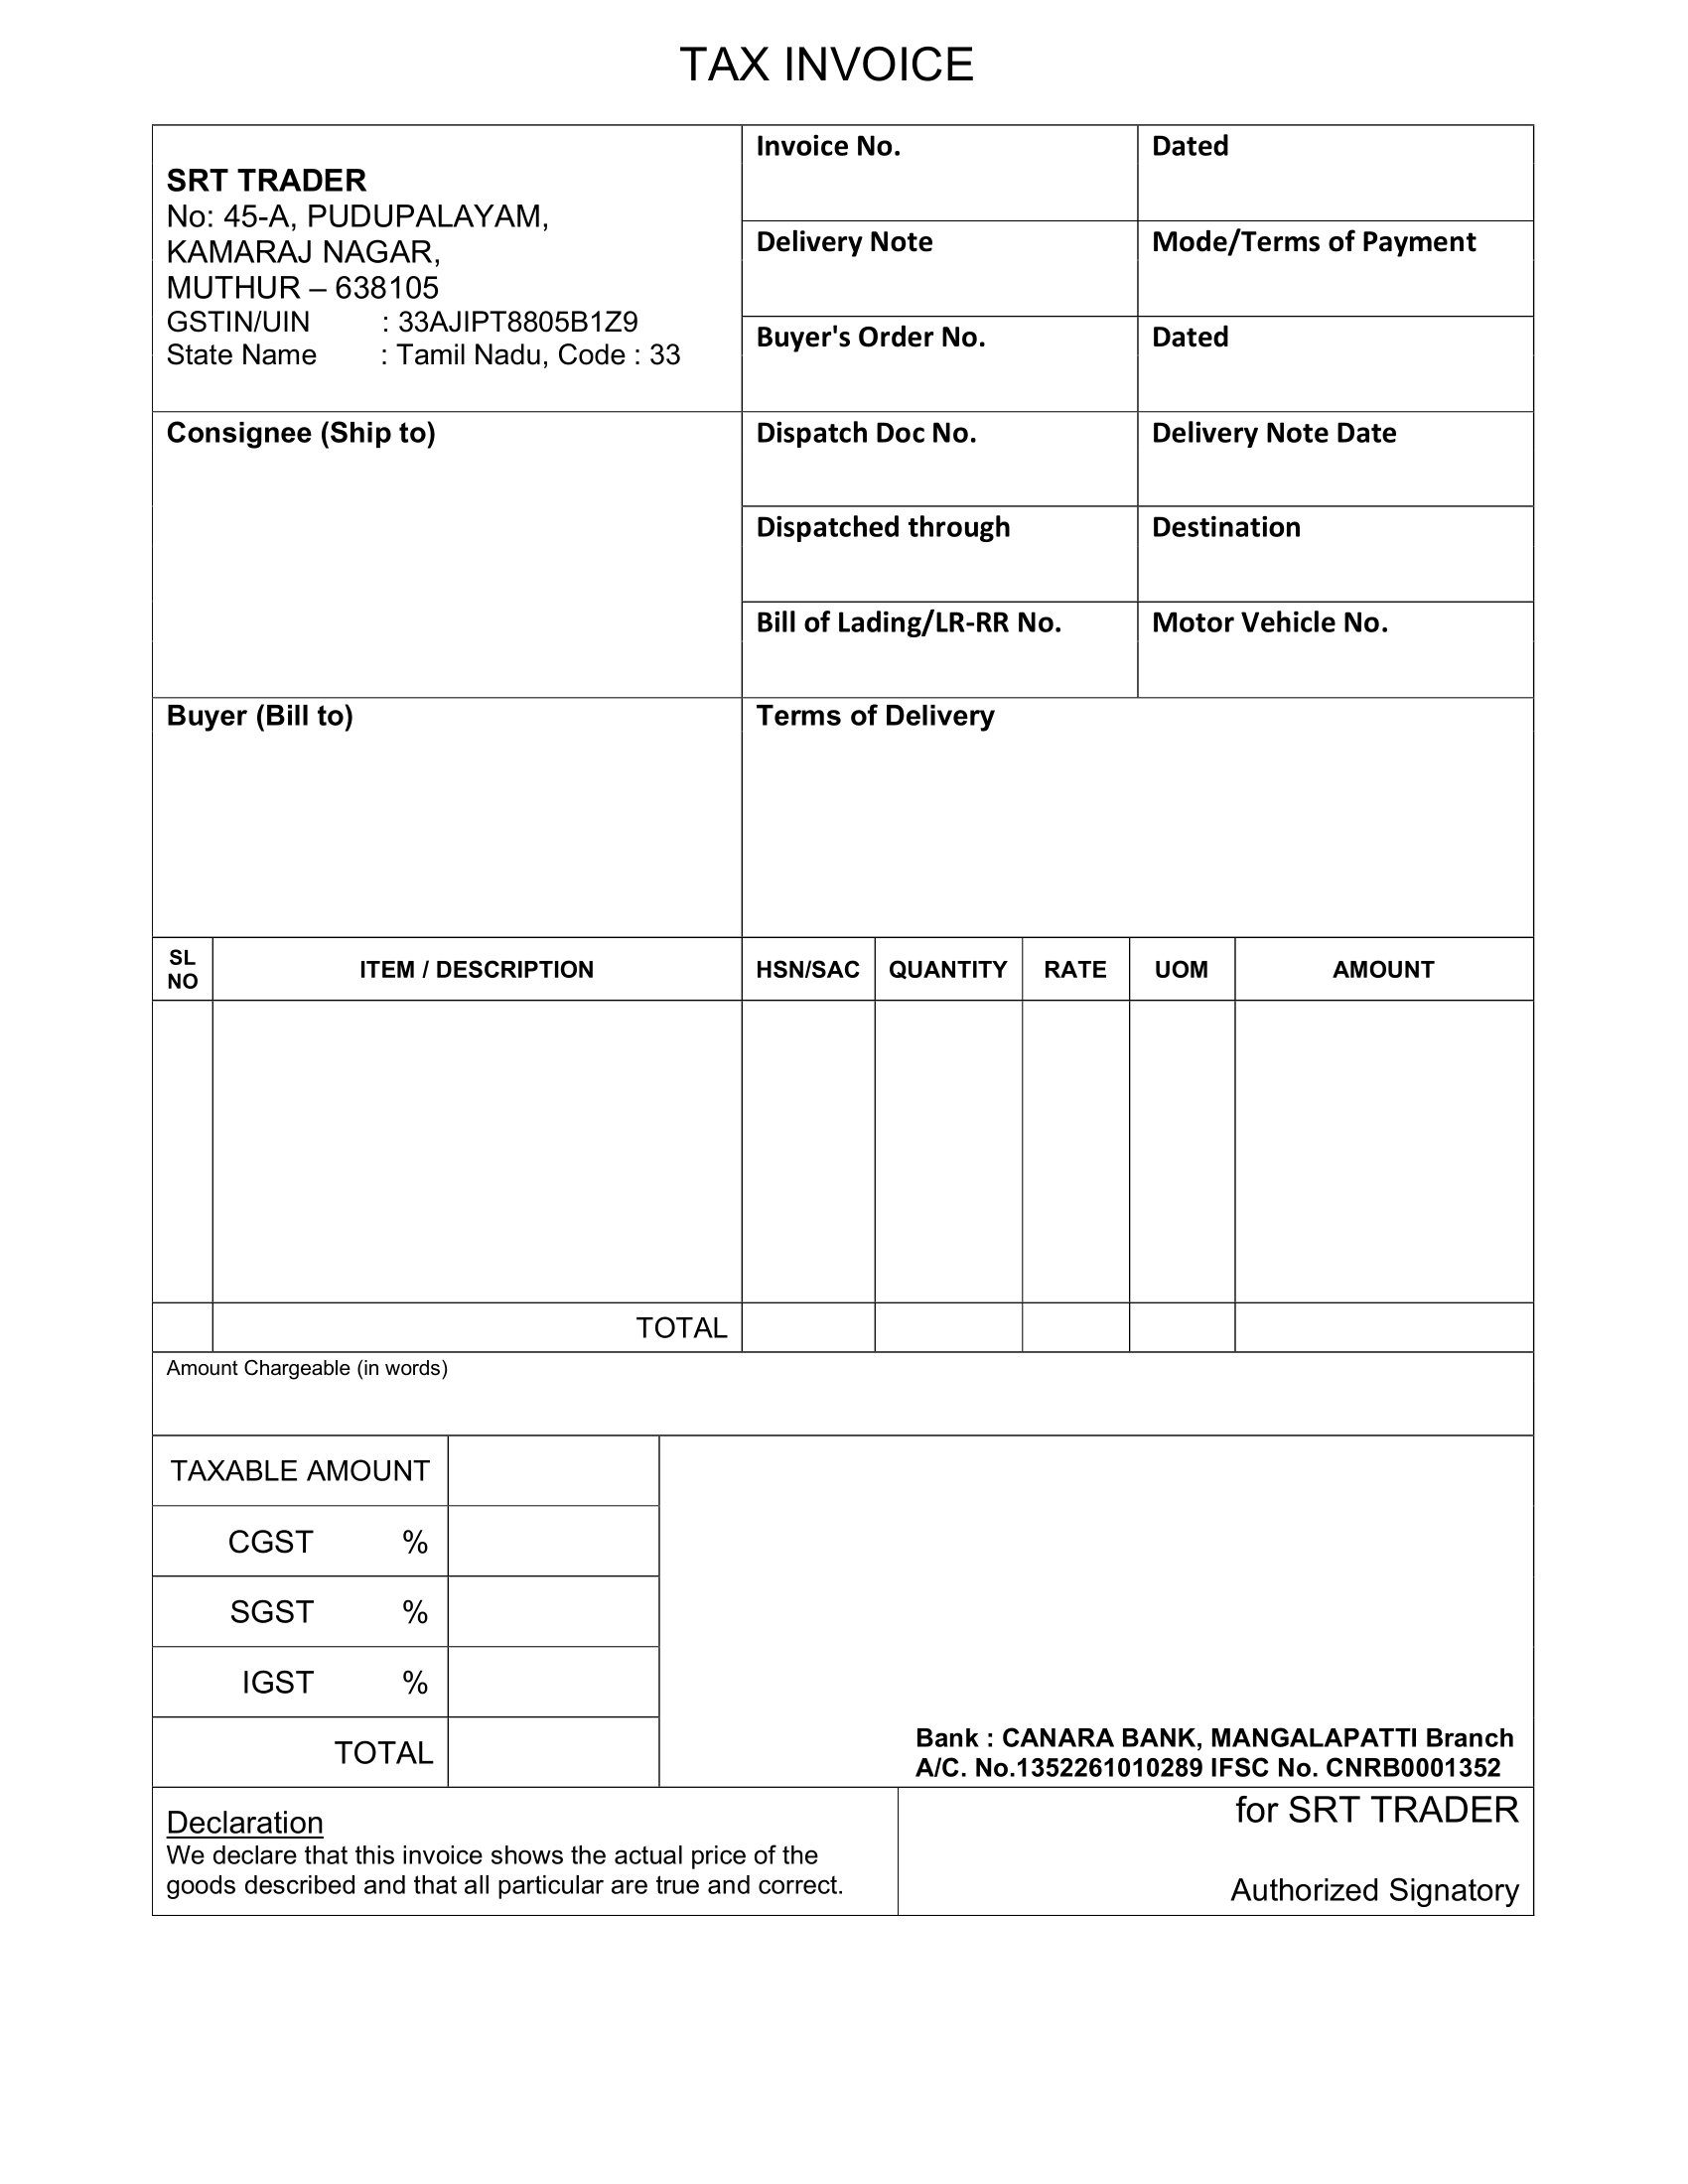 TAX INVOICE
SRT TRADER
No: 45-A, PUDUPALAYAM,
KAMARAJ NAGAR,
MUTHUR – 638105
GSTIN/UIN : 33AJIPT8805B1Z9
State Name : Tamil Nadu, Code : 33
Invoice No. Dated
Delivery Note Mode/Terms of Payment
Buyer's Order No. Dated
Consignee (Ship to)
Dispatch Doc No. Delivery Note Date
Dispatched through Destination
Bill of Lading/LR-RR No. Motor Vehicle No.
Buyer (Bill to)
Terms of Delivery
SL NO ITEM / DESCRIPTION HSN/SAC QUANTITY RATE UOM AMOUNT
TOTAL
Amount Chargeable (in words)
TAXABLE AMOUNT
CGST %
SGST %
IGST %
TOTAL
Bank : CANARA BANK, MANGALAPATTI Branch
A/C. No.1352261010289 IFSC No. CNRB0001352
Declaration
We declare that this invoice shows the actual price of the
goods described and that all particular are true and correct.
for SRT TRADER
Authorized Signatory